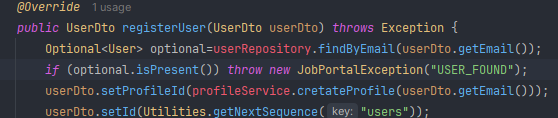 @Override 1 usage
public UserDto registerUser(UserDto userDto) throws Exception {
Optional<User> optional=userRepository.findByEmail(userDto.getEmail());
if (optional.isPresent()) throw new JobPortalException("USER_FOUND");
userDto.setProfileId(profileService.cretateProfile(userDto.getEmail()));
userDto.setId(Utilities.getNextSequence( key: "users"));